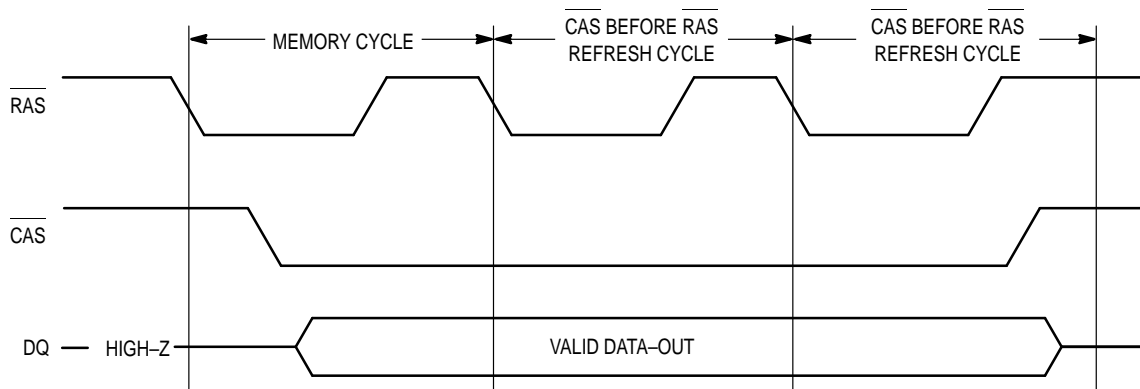 MEMORY CYCLE
CAS BEFORE RAS
REFRESH CYCLE
CAS BEFORE RAS
REFRESH CYCLE
RAS
CAS
DQ
HIGH–Z
VALID DATA–OUT